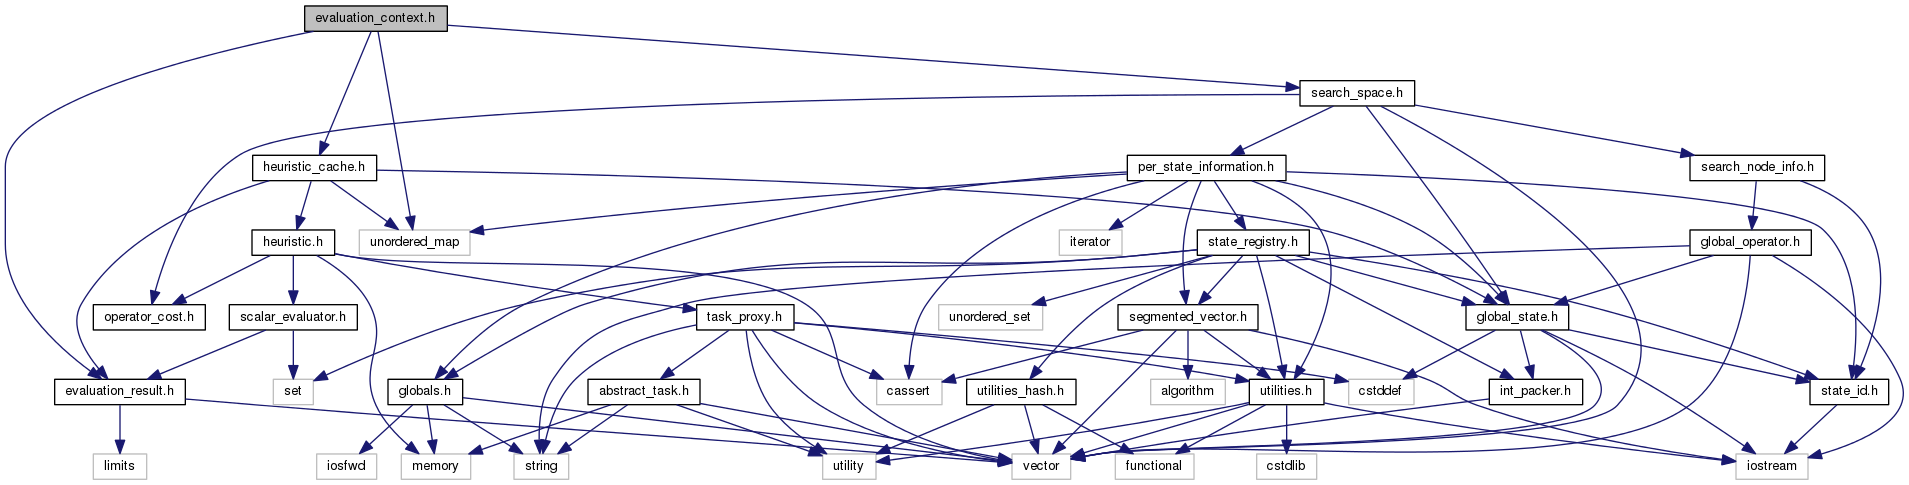 evaluation_context.h
search_space.h
heuristic_cache.h
per_state_information.h
search_node_info.h
heuristic.h
unordered_map
iterator
state_registry.h
global_operator.h
operator_cost.h
scalar_evaluator.h
task_proxy.h
unordered_set
segmented_vector.h
global_state.h
evaluation_result.h
set
globals.h
abstract_task.h
cassert
utilities_hash.h
algorithm
utilities.h
cstddef
int_packer.h
state_id.h
limits
iosfwd
memory
string
utility
vector
functional
cstdlib
iostream